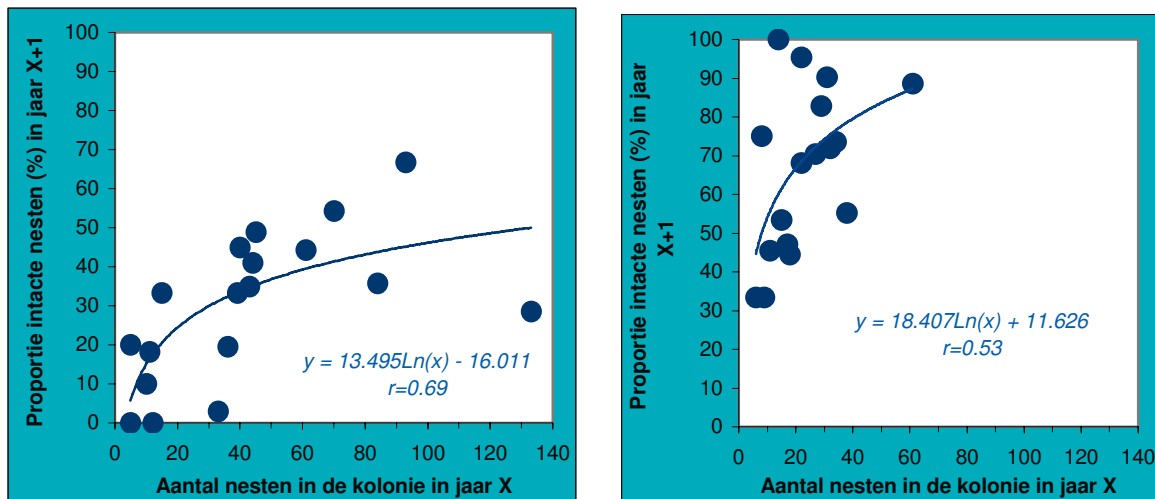 Proportie intacte nesten (%) in jaar X+1
100
90
80
70
60
50
40
30
20
10
0
y = 13.495Ln(x) - 16.011
r=0.69
0 20 40 60 80 100 120 140
Aantal nesten in de kolonie in jaar X
Proportie intacte nesten (%) in jaar
X+1
100
90
80
70
60
50
40
30
20
10
0
y = 18.407Ln(x) + 11.626
r=0.53
0 20 40 60 80 100 120 140
Aantal nesten in de kolonie in jaar X